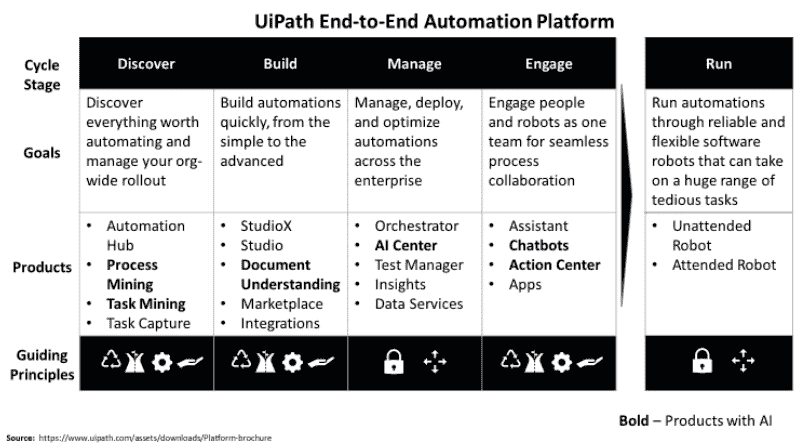 UiPath End-to-End Automation Platform
Cycle
Stage
Discover
Build
Manage
Engage
Run
Goals
Discover
everything worth
automating and
manage your org-
wide rollout
Build automations
quickly, from the
simple to the
advanced
Manage, deploy,
and optimize
automations
across the
enterprise
Engage people
and robots as one
team for seamless
process
collaboration
Run automations
through reliable and
flexible software
robots that can take
on a huge range of
tedious tasks
Products
• Automation
Hub
• Process
Mining
• Task Mining
• Task Capture
• StudioX
• Studio
• Document
Understanding
• Marketplace
• Integrations
• Orchestrator
• AI Center
• Test Manager
• Insights
• Data Services
• Assistant
• Chatbots
• Action Center
• Apps
• Unattended
Robot
• Attended Robot
Guiding
Principles
Bold – Products with AI
Source: https://www.uipath.com/assets/downloads/Platform-brochure